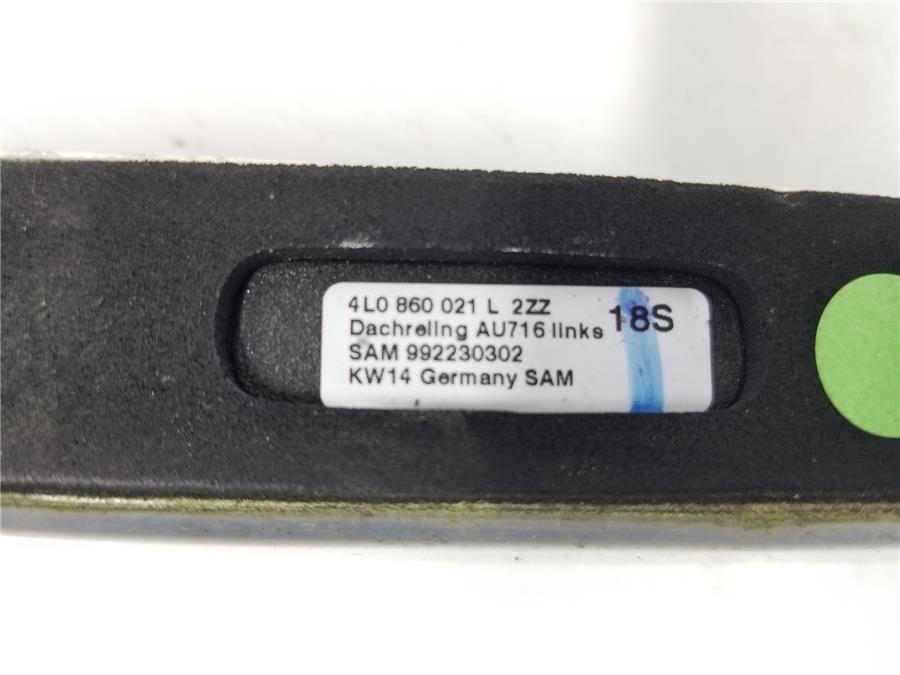 4L0 860 021 L 2ZZ
Dachreling AU716 links 18S
SAM 992230302
KW14 Germany SAM